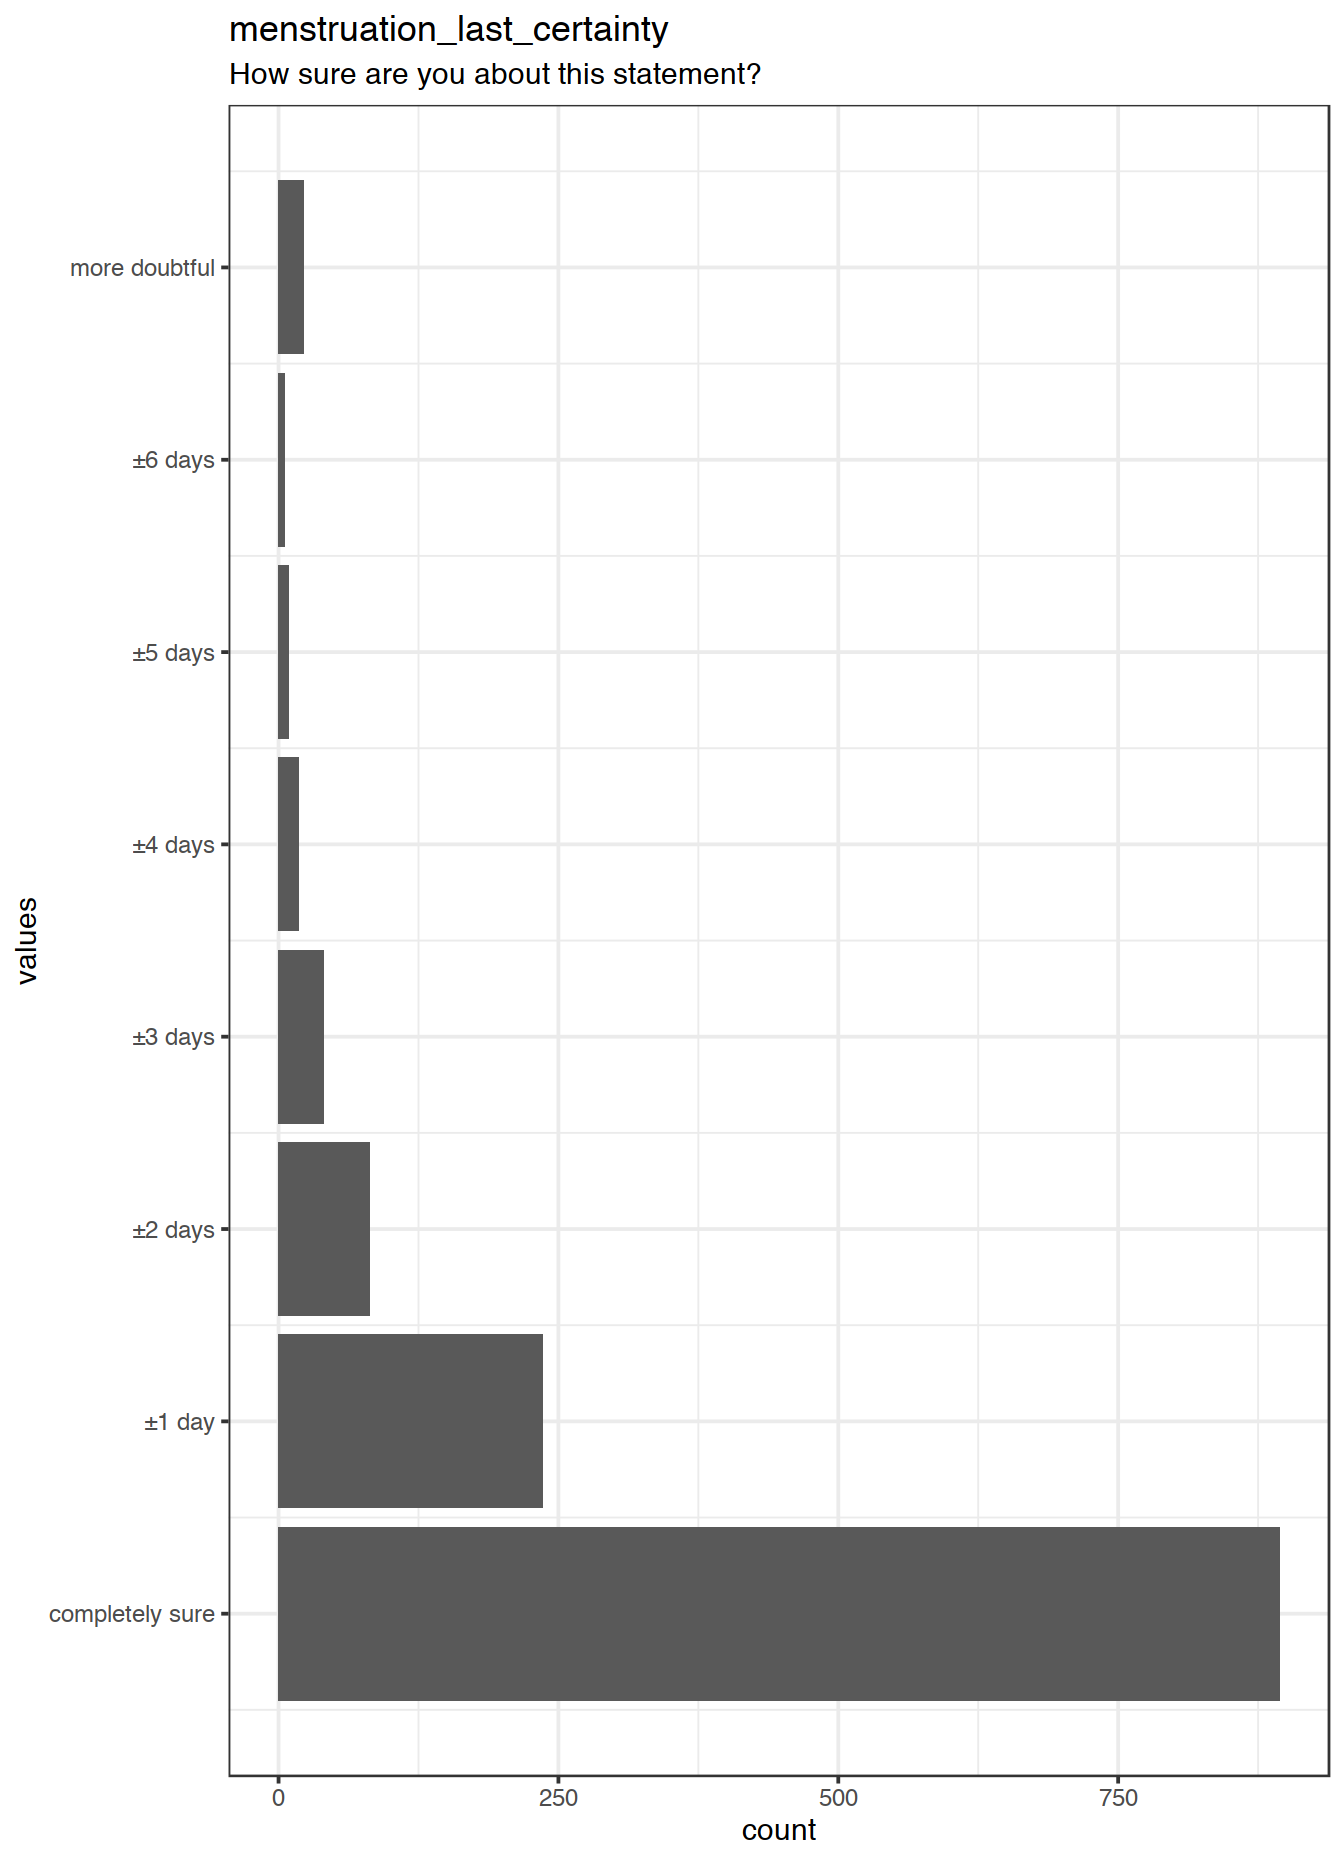 menstruation_last_certainty
How sure are you about this statement?
more doubtful
±6 days
±5 days
±4 days
±3 days
±2 days
±1 day
completely sure
values
0 250 500 750
count